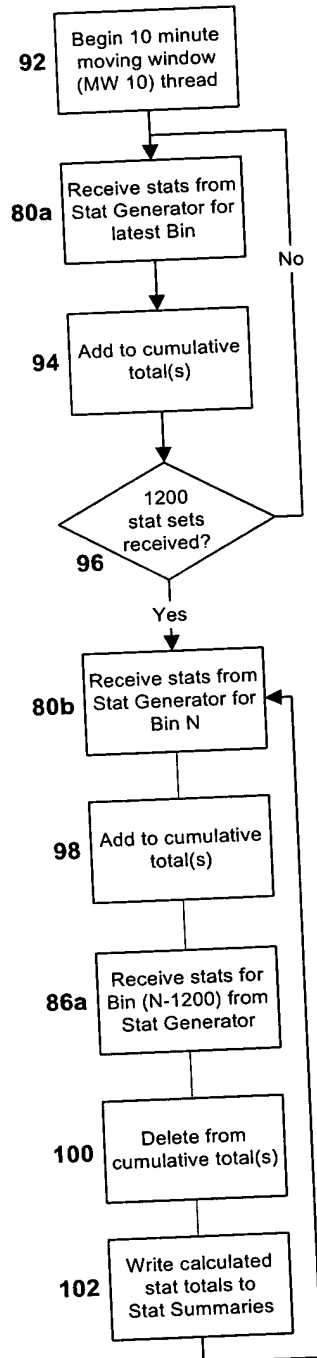 92
Begin 10 minute
moving window
(MW 10) thread
80a
Receive stats from
Stat Generator for
latest Bin
No
94
Add to cumulative
total(s)
1200
stat sets
received?
96
Yes
80b
Receive stats from
Stat Generator for
Bin N
98
Add to cumulative
total(s)
86a
Receive stats for
Bin (N-1200) from
Stat Generator
100
Delete from
cumulative total(s)
102
Write calculated
stat totals to
Stat Summaries